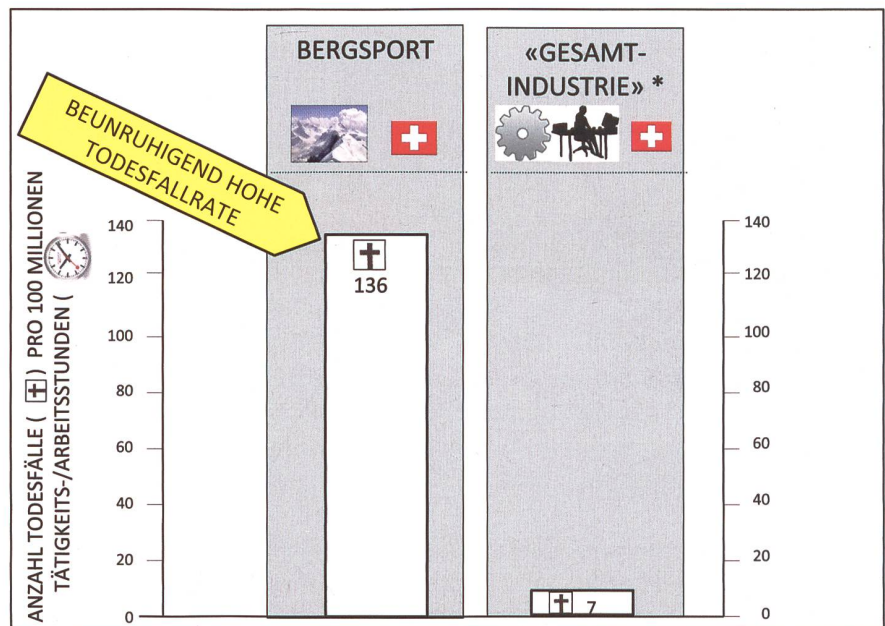 BERGSPORT
«GESAMT-
INDUSTRIE» *
BEUNRUHIGEND HOHE
TODESFALLRATE
ANZAHL TODESFÄLLE ( ) PRO 100 MILLIONEN
TÄTIGKEITS-/ARBEITSSTUNDEN (
140
120
100
80
60
40
20
0
136
7
140
120
100
80
60
40
20
0